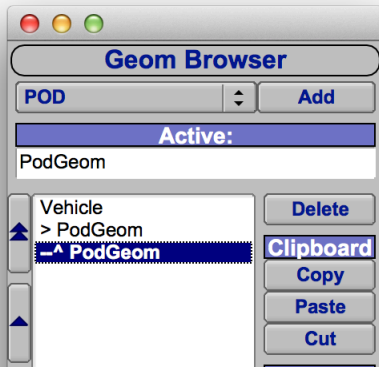 Geom Browser
POD
Add
Active:
PodGeom
Vehicle
> PodGeom
--^ PodGeom
Delete
Clipboard
Copy
Paste
Cut